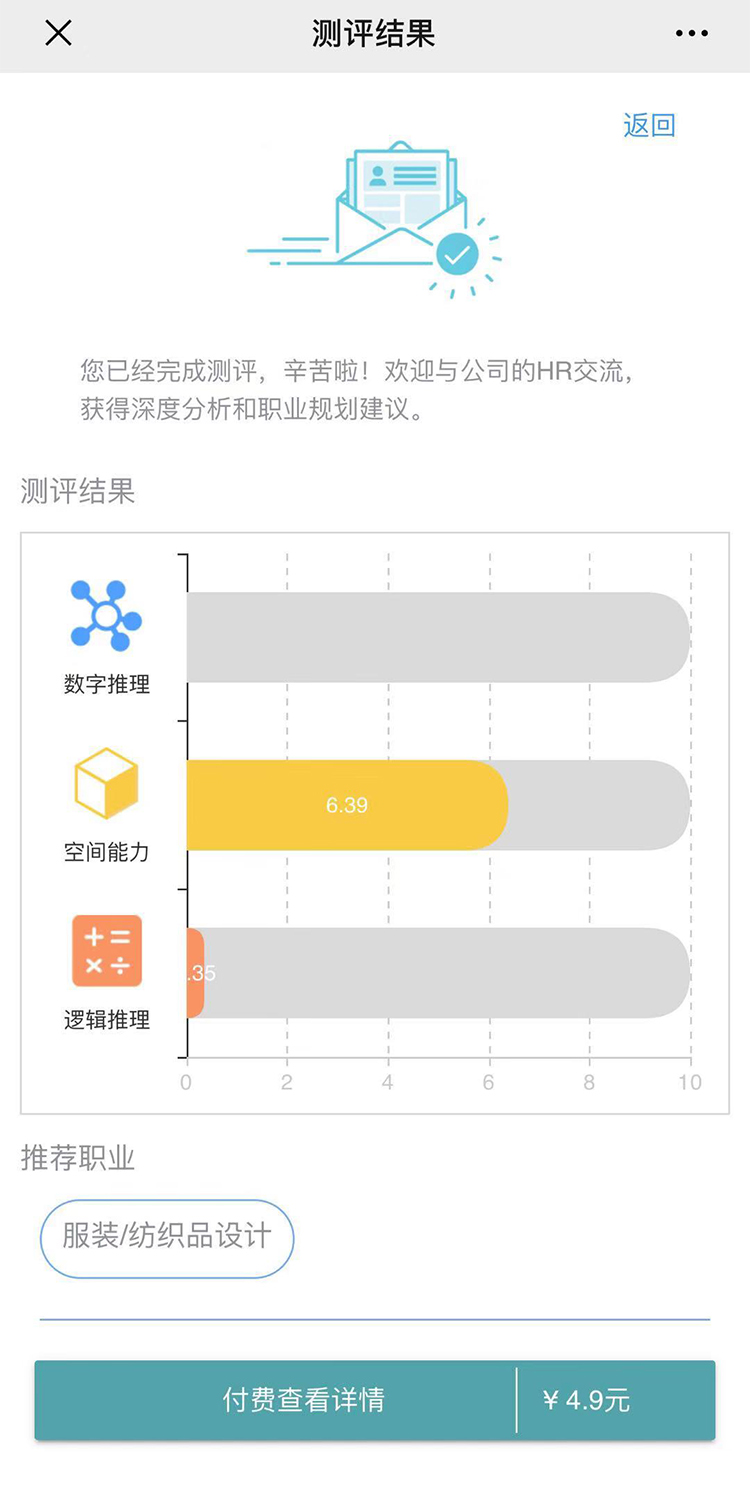 测评结果
返回
您已经完成测评，辛苦啦！欢迎与公司的HR交流，
获得深度分析和职业规划建议。
测评结果
数字推理
6.39
空间能力
.35
逻辑推理
0 2 4 6 8 10
推荐职业
服装/纺织品设计
付费查看详情 ¥ 4.9元